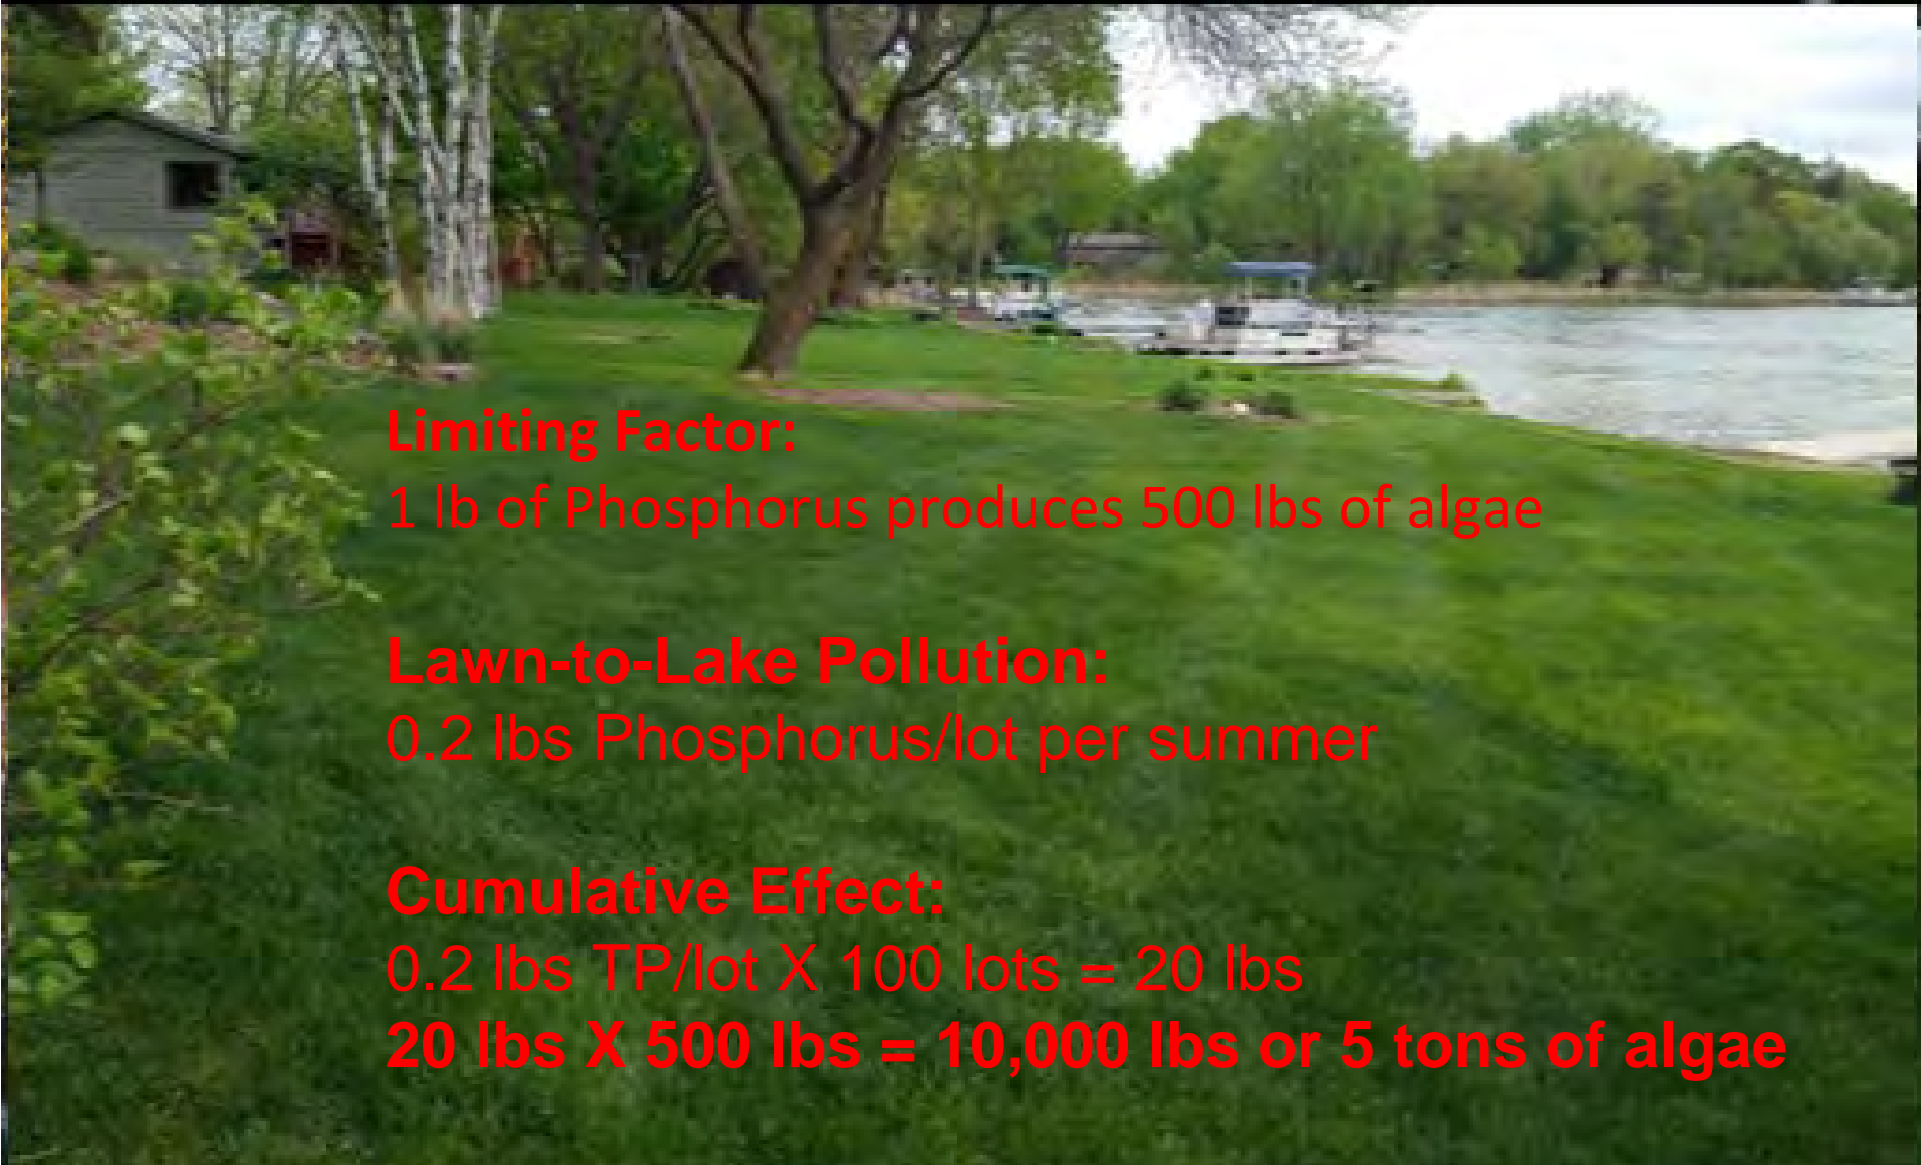 Limiting Factor:
1 lb of Phosphorus produces 500 lbs of algae
Lawn-to-Lake Pollution:
0.2 lbs Phosphorus/lot per summer
Cumulative Effect:
0.2 lbs TP/lot X 100 lots = 20 lbs
20 lbs X 500 lbs = 10,000 lbs or 5 tons of algae